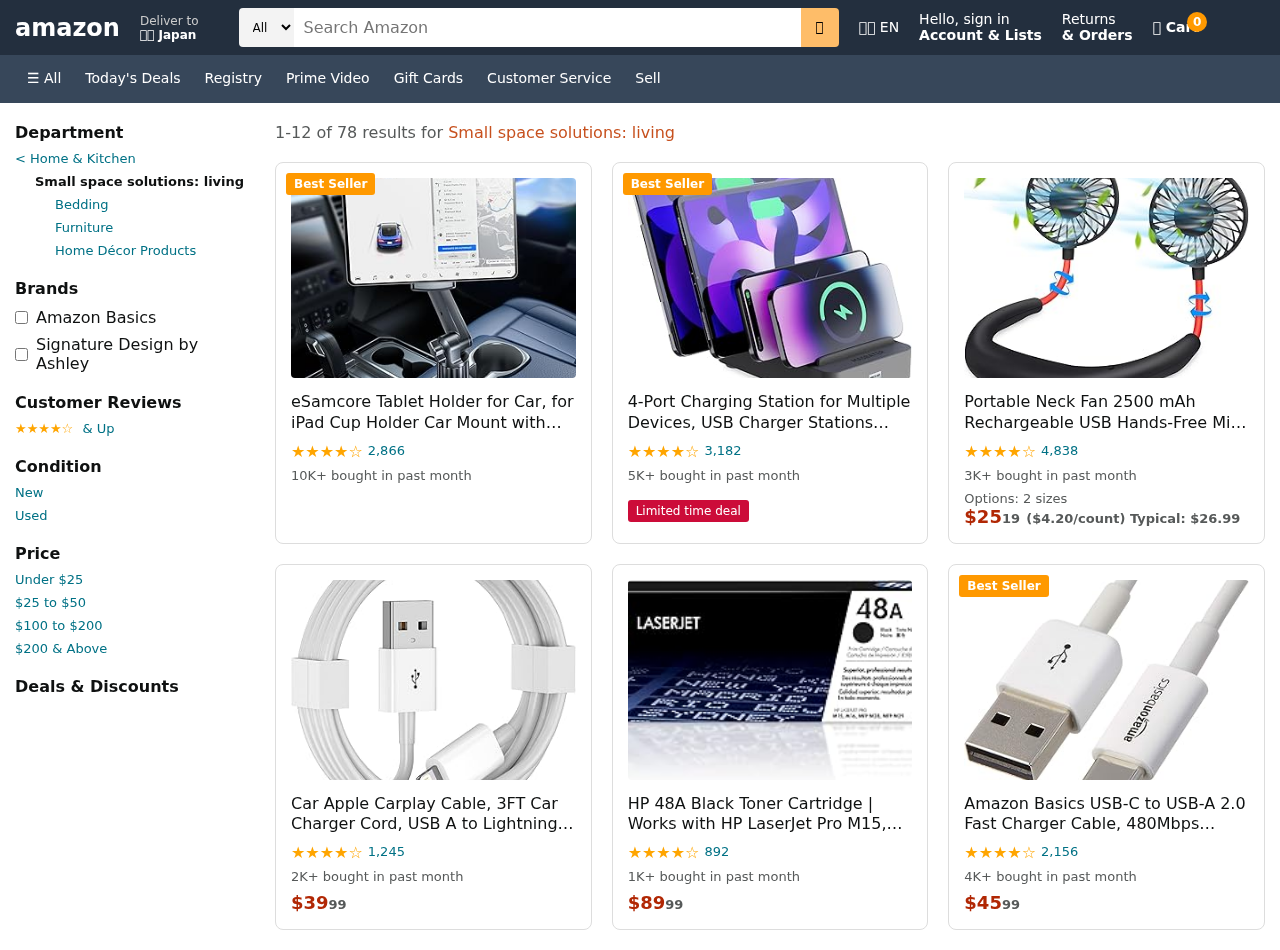 amazon
Deliver to
Japan
All
Search Amazon
EN
Hello, sign in
Account & Lists
Returns
& Orders
0
☰ All
Today's Deals
Registry
Prime Video
Gift Cards
Customer Service
Sell
Department
< Home & Kitchen
Small space solutions: living
Bedding
Furniture
Home Décor Products
Brands
Amazon Basics
Signature Design by
Ashley
Customer Reviews
★★★★☆ & Up
Condition
New
Used
Price
Under $25
$25 to $50
$100 to $200
$200 & Above
Deals & Discounts
1-12 of 78 results for Small space solutions: living
Best Seller
eSamcore Tablet Holder for Car, for
iPad Cup Holder Car Mount with…
★★★★☆ 2,866
10K+ bought in past month
Best Seller
4-Port Charging Station for Multiple
Devices, USB Charger Stations…
★★★★☆ 3,182
5K+ bought in past month
Limited time deal
Portable Neck Fan 2500 mAh
Rechargeable USB Hands-Free Mi…
★★★★☆ 4,838
3K+ bought in past month
Options: 2 sizes
$2519 ($4.20/count) Typical: $26.99
Car Apple Carplay Cable, 3FT Car
Charger Cord, USB A to Lightning…
★★★★☆ 1,245
2K+ bought in past month
$3999
48A
LASERJET
HP 48A Black Toner Cartridge |
Works with HP LaserJet Pro M15,…
★★★★☆ 892
1K+ bought in past month
$8999
Best Seller
amazonbasics
Amazon Basics USB-C to USB-A 2.0
Fast Charger Cable, 480Mbps…
★★★★☆ 2,156
4K+ bought in past month
$4599